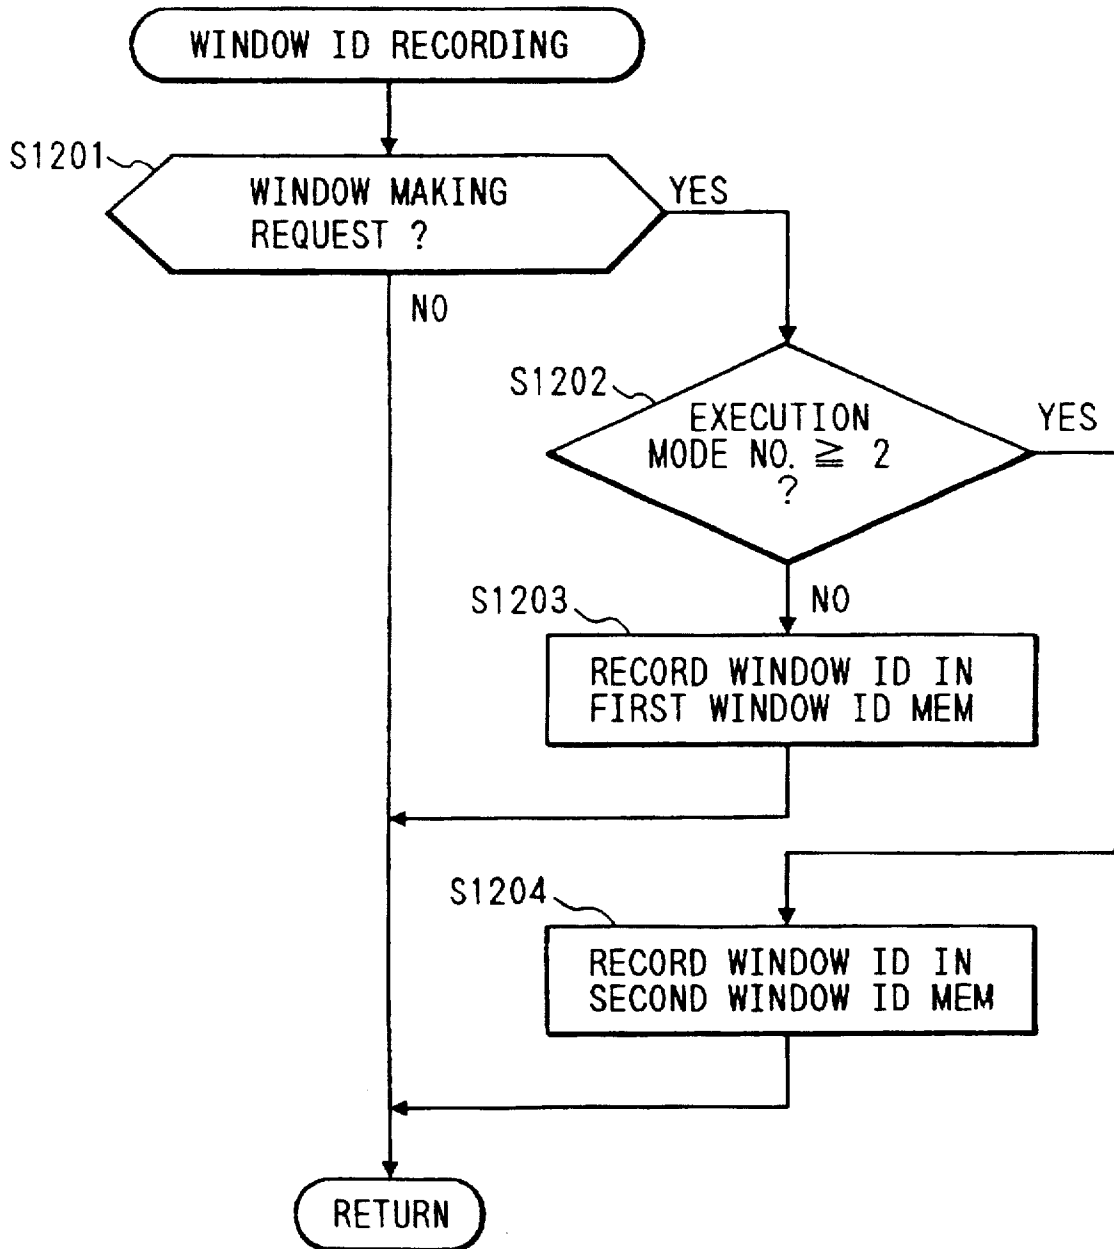 WINDOW ID RECORDING
S1201
WINDOW MAKING
REQUEST ?
YES
NO
S1202
EXECUTION
MODE NO. ≧ 2
?
YES
NO
S1203
RECORD WINDOW ID IN
FIRST WINDOW ID MEM
S1204
RECORD WINDOW ID IN
SECOND WINDOW ID MEM
RETURN